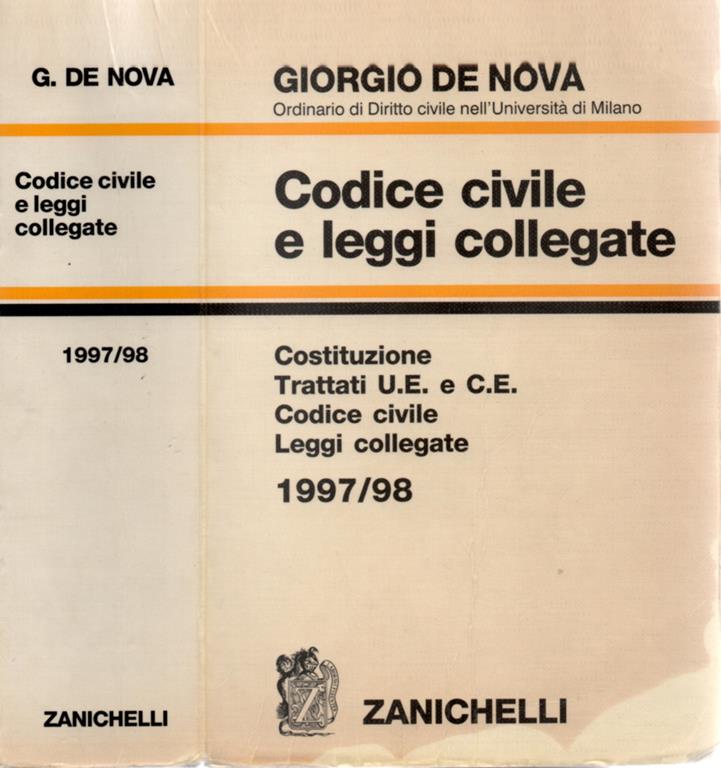 G. DE NOVA
Codice civile
e leggi
collegate
1997/98
ZANICHELLI
GIORGIO DE NOVA
Ordinario di Diritto civile nell'Università di Milano
Codice civile
e leggi collegate
Costituzione
Trattati U.E. e C.E.
Codice civile
Leggi collegate
1997/98
Z
ZANICHELLI